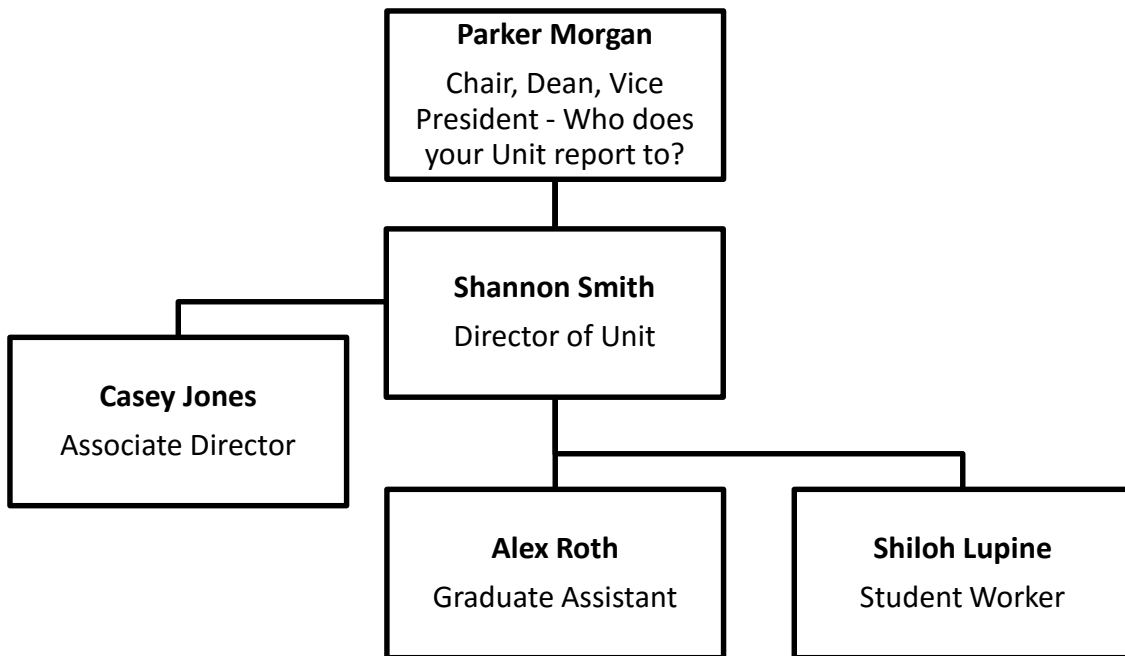 Parker Morgan
Chair, Dean, Vice
President - Who does
your Unit report to?
Shannon Smith
Director of Unit
Casey Jones
Associate Director
Alex Roth
Graduate Assistant
Shiloh Lupine
Student Worker